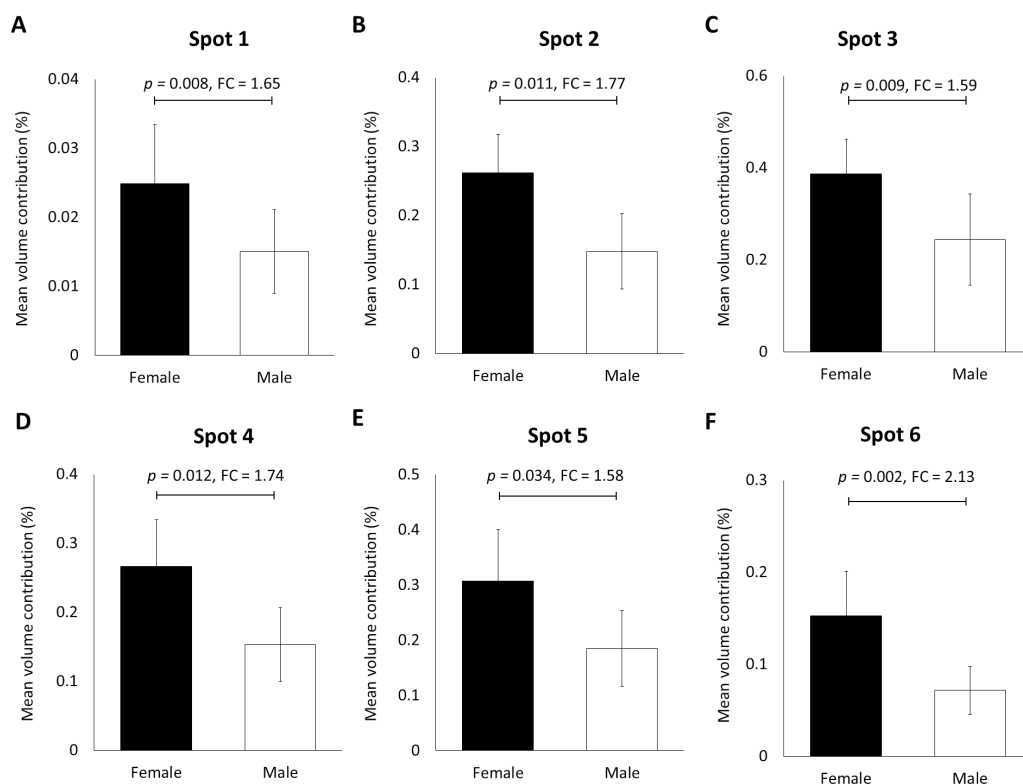 A
Spot 1
p = 0.008, FC = 1.65
Mean volume contribution (%)
0.04
0.03
0.02
0.01
0
Female Male
B
Spot 2
p = 0.011, FC = 1.77
Mean volume contribution (%)
0.4
0.3
0.2
0.1
0
Female Male
C
Spot 3
p = 0.009, FC = 1.59
Mean volume contribution (%)
0.6
0.4
0.2
0
Female Male
D
Spot 4
p = 0.012, FC = 1.74
Mean volume contribution (%)
0.4
0.3
0.2
0.1
0
Female Male
E
Spot 5
p = 0.034, FC = 1.58
Mean volume contribution (%)
0.5
0.4
0.3
0.2
0.1
0
Female Male
F
Spot 6
p = 0.002, FC = 2.13
Mean volume contribution (%)
0.3
0.2
0.1
0
Female Male